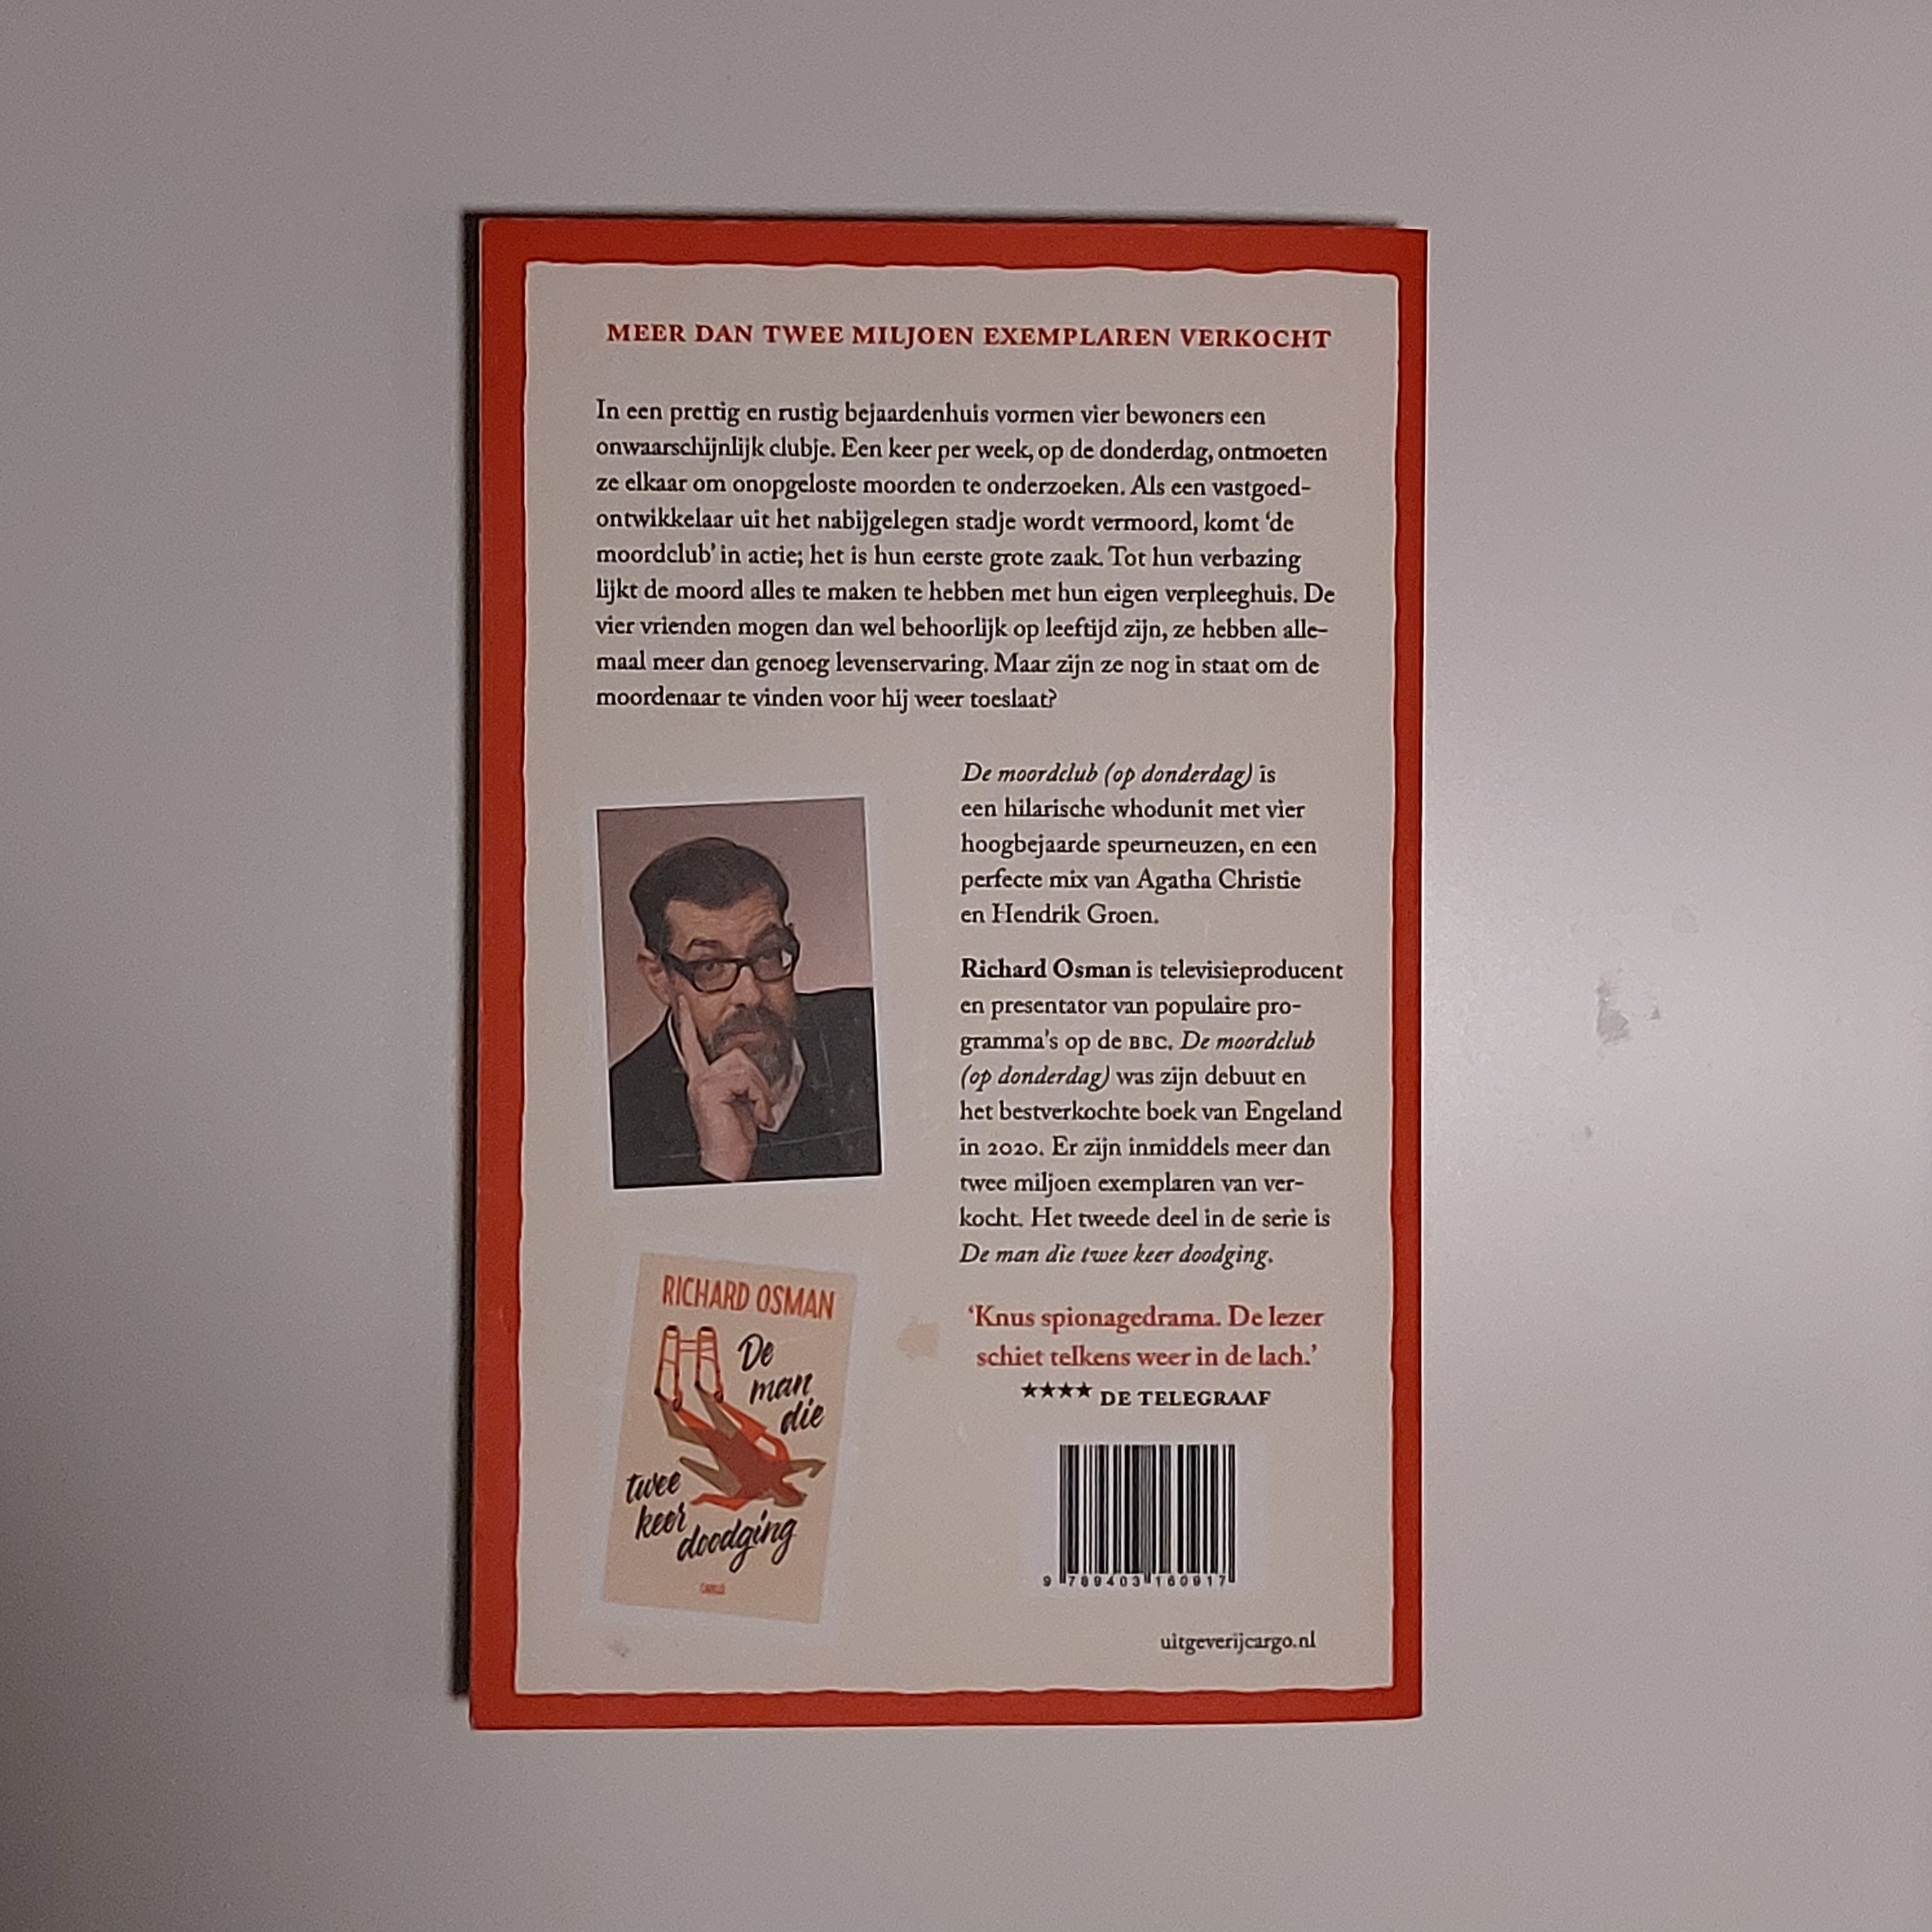 MEER DAN TWEE MILJOEN EXEMPLAREN VERKOCHT
In een prettig en rustig bejaardenhuis vormen vier bewoners een
onwaarschijnlijk clubje. Een keer per week, op de donderdag, ontmoeten
ze elkaar om onopgeloste moorden te onderzoeken. Als een vastgoed-
ontwikkelaar uit het nabijgelegen stadje wordt vermoord, komt ‘de
moordclub’ in actie; het is hun eerste grote zaak. Tot hun verbazing
lijkt de moord alles te maken te hebben met hun eigen verpleeghuis. De
vier vrienden mogen dan wel behoorlijk op leeftijd zijn, ze hebben alle-
maal meer dan genoeg levenservaring. Maar zijn ze nog in staat om de
moordenaar te vinden voor hij weer toeslaat?
De moordclub (op donderdag) is
een hilarische whodunit met vier
hoogbejaarde speurneuzen, en een
perfecte mix van Agatha Christie
en Hendrik Groen.
Richard Osman is televisieproducent
en presentator van populaire pro-
gramma's op de BBC. De moordclub
(op donderdag) was zijn debuut en
het bestverkochte boek van Engeland
in 2020. Er zijn inmiddels meer dan
twee miljoen exemplaren van ver-
kocht. Het tweede deel in de serie is
De man die twee keer doodging.
RICHARD OSMAN
De
man
die
twee
keer
doodging
CARGO
‘Knus spionagedrama. De lezer
schiet telkens weer in de lach.’
★★★★ DE TELEGRAAF
9 789403 160917
uitgeverijcargo.nl